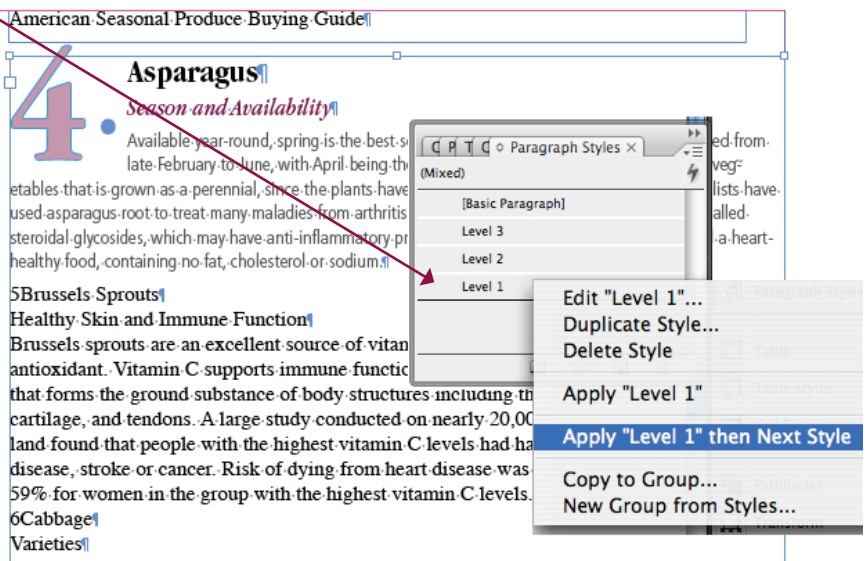 American Seasonal Produce Buying Guide¶
4.
Asparagus¶
Season and Availability¶
Available year-round, spring is the best s
ed from
late February to June, with April being th
veg-
etables that is grown as a perennial, since the plants have
lists have
used asparagus root to treat many maladies from arthritis
alled
steroidal glycosides, which may have anti-inflammatory pr
a heart-
healthy food, containing no fat, cholesterol or sodium.¶
5Brussels Sprouts¶
Healthy Skin and Immune Function¶
Brussels sprouts are an excellent source of vitan
antioxidant. Vitamin C supports immune functio
that forms the ground substance of body structures including th
cartilage, and tendons. A large study conducted on nearly 20,00
land found that people with the highest vitamin C levels had ha
disease, stroke or cancer. Risk of dying from heart disease was
59% for women in the group with the highest vitamin C levels.
6Cabbage¶
Varieties¶
Paragraph Styles ×
(Mixed)
[Basic Paragraph]
Level 3
Level 2
Level 1
Edit "Level 1"...
Duplicate Style...
Delete Style
Apply "Level 1"
Apply "Level 1" then Next Style
Copy to Group...
New Group from Styles...
Paragraph Styles
Table
Table Styles
Pathfinder
Transform